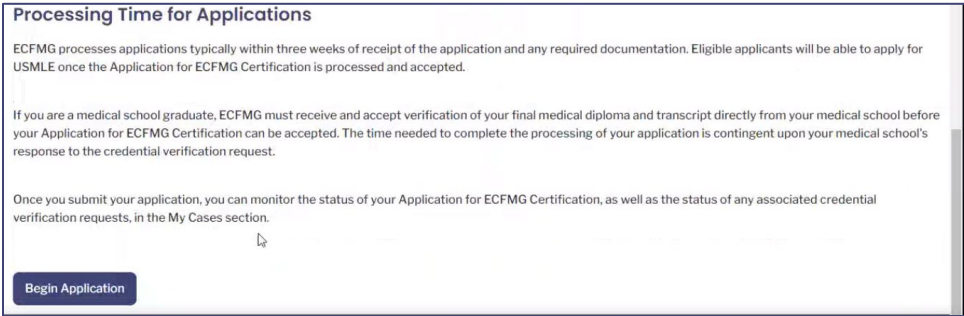 Processing Time for Applications
ECFMG processes applications typically within three weeks of receipt of the application and any required documentation. Eligible applicants will be able to apply for
USMLE once the Application for ECFMG Certification is processed and accepted.
If you are a medical school graduate, ECFMG must receive and accept verification of your final medical diploma and transcript directly from your medical school before
your Application for ECFMG Certification can be accepted. The time needed to complete the processing of your application is contingent upon your medical school's
response to the credential verification request.
Once you submit your application, you can monitor the status of your Application for ECFMG Certification, as well as the status of any associated credential
verification requests, in the My Cases section.
Begin Application